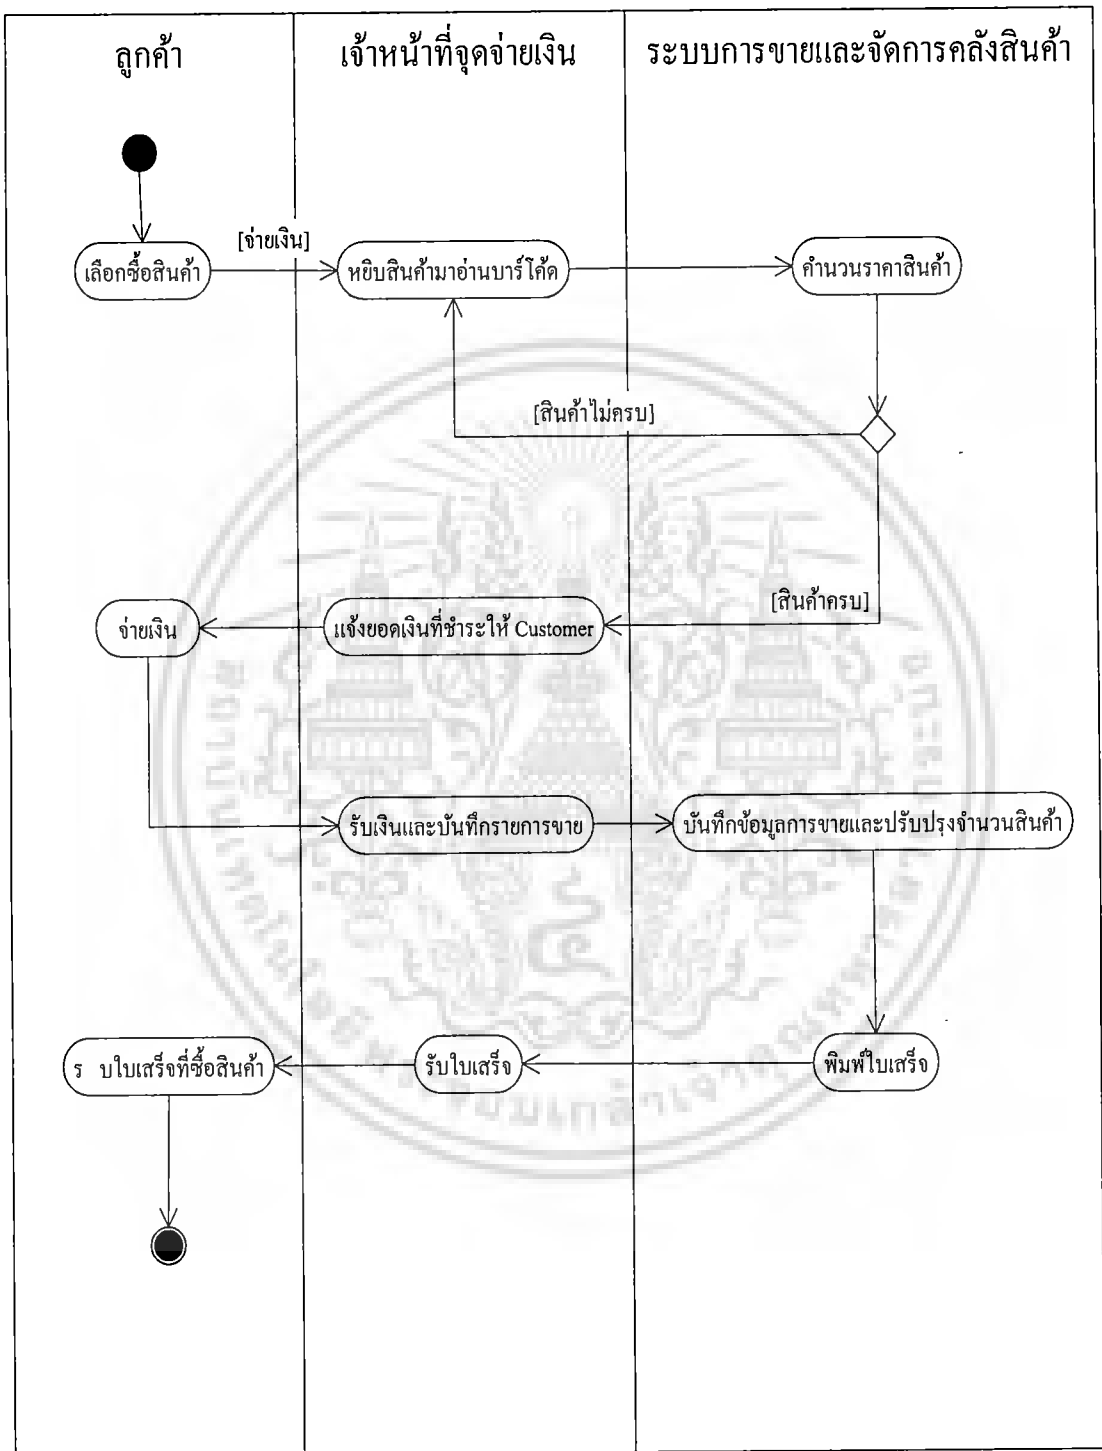 ลูกค้า
เจ้าหน้าที่จุดจ่ายเงิน
ระบบการขายและจัดการคลังสินค้า
[จ่ายเงิน]
เลือกซื้อสินค้า
หยิบสินค้ามาอ่านบาร์โค้ด
คำนวนราคาสินค้า
[สินค้าไม่ครบ]
[สินค้าครบ]
จ่ายเงิน
แจ้งยอดเงินที่ชำระให้ Customer
รับเงินและบันทึกรายการขาย
บันทึกข้อมูลการขายและปรับปรุงจำนวนสินค้า
ร บใบเสร็จที่ซื้อสินค้า
รับใบเสร็จ
พิมพ์ใบเสร็จ